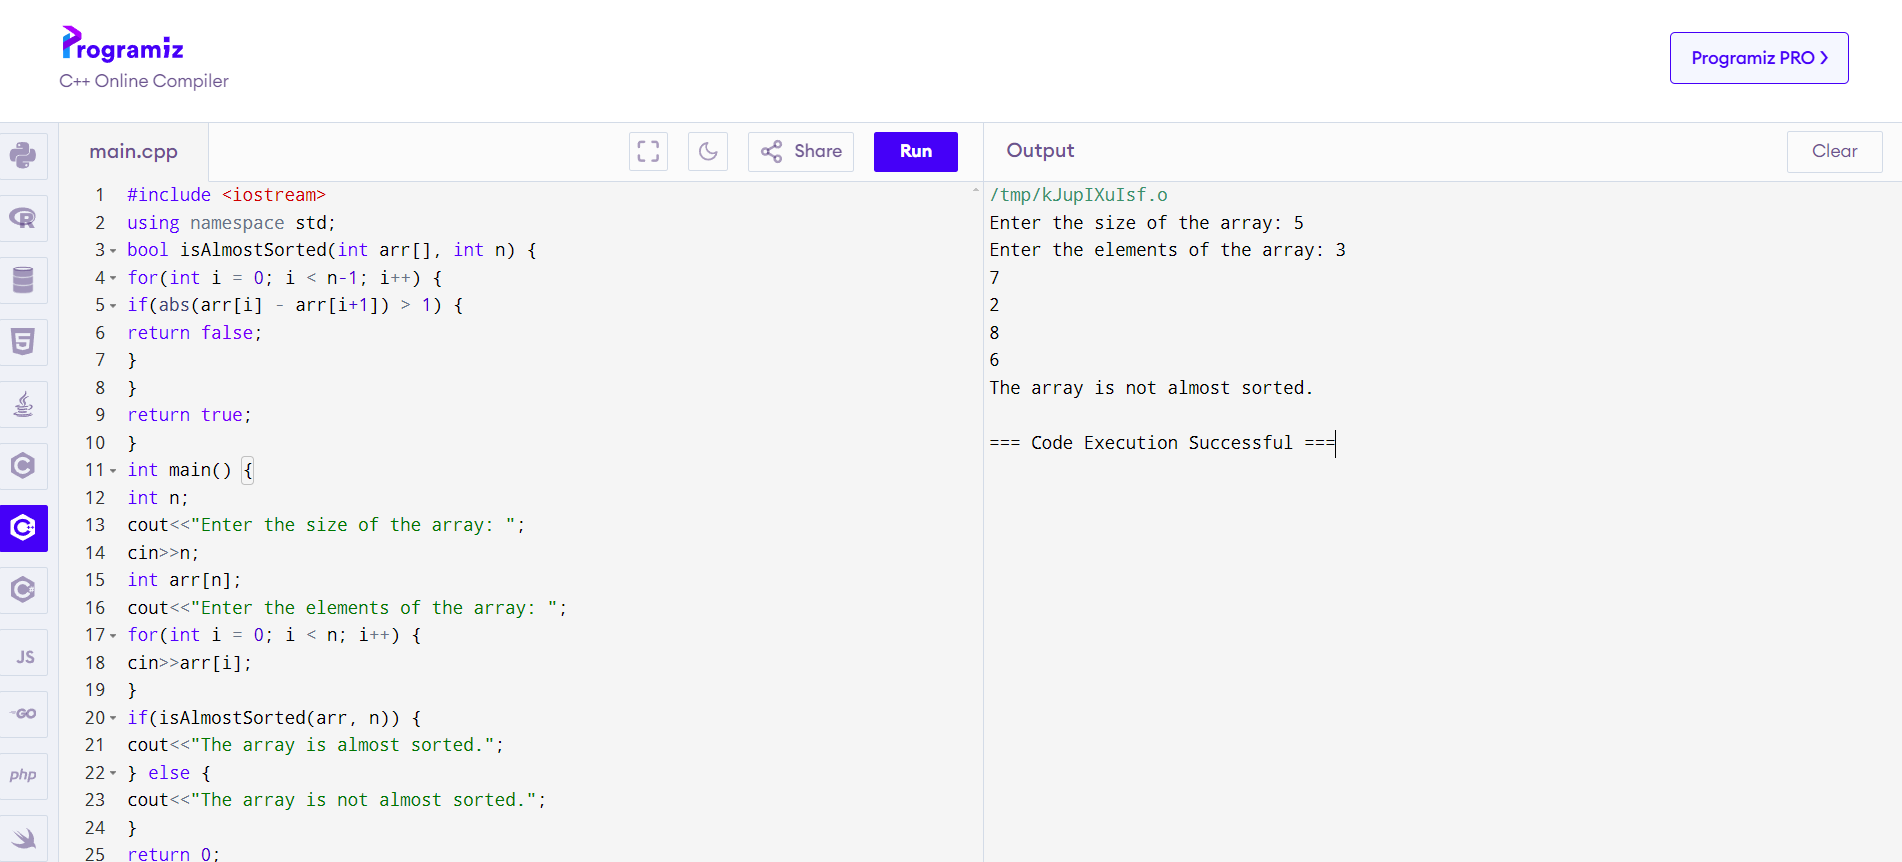 Programiz
C++ Online Compiler
Programiz PRO
main.cpp
Share
Run
Output
Clear
1 #include <iostream>
2 using namespace std;
3 bool isAlmostSorted(int arr[], int n) {
4 for(int i = 0; i < n-1; i++) {
5 if(abs(arr[i] - arr[i+1]) > 1) {
6 return false;
7 }
8 }
9 return true;
10 }
11 int main() {
12 int n;
13 cout<<"Enter the size of the array: ";
14 cin>>n;
15 int arr[n];
16 cout<<"Enter the elements of the array: ";
17 for(int i = 0; i < n; i++) {
18 cin>>arr[i];
19 }
20 if(isAlmostSorted(arr, n)) {
21 cout<<"The array is almost sorted.";
22 } else {
23 cout<<"The array is not almost sorted.";
24 }
25 return 0;
/tmp/kJupIXuIsf.o
Enter the size of the array: 5
Enter the elements of the array: 3
7
2
8
6
The array is not almost sorted.
=== Code Execution Successful ===
R
5
C
C+
C#
JS
GO
php